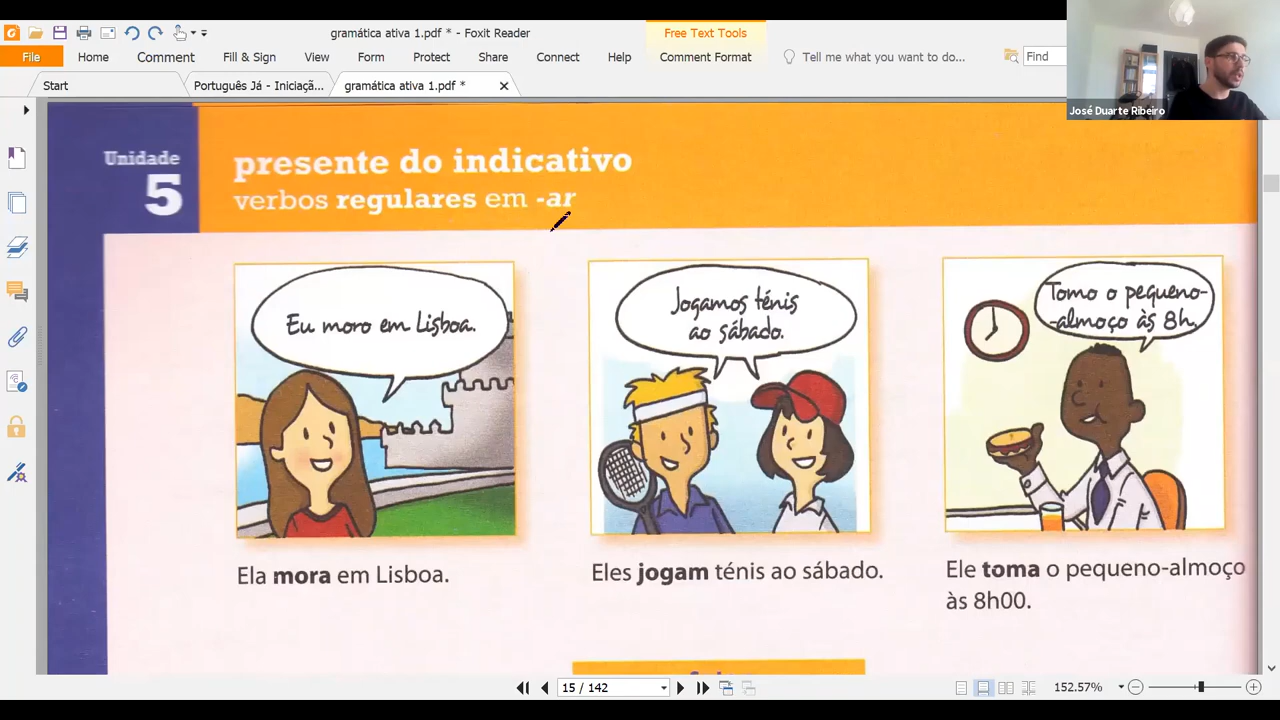 gramática ativa 1.pdf * - Foxit Reader
Free Text Tools
File Home Comment Fill & Sign View Form Protect Share Connect Help Comment Format Tell me what you want to do... Find
José Duarte Ribeiro
Start Português Já - Iniciaçã... gramática ativa 1.pdf *
Unidade
5
presente do indicativo
verbos regulares em -ar
Eu moro em Lisboa.
Jogamos ténis
ao sábado.
Tomo o pequeno-
-almoço às 8h.
Ela mora em Lisboa.
Eles jogam ténis ao sábado.
Ele toma o pequeno-almoço
às 8h00.
15 / 142
152.57%